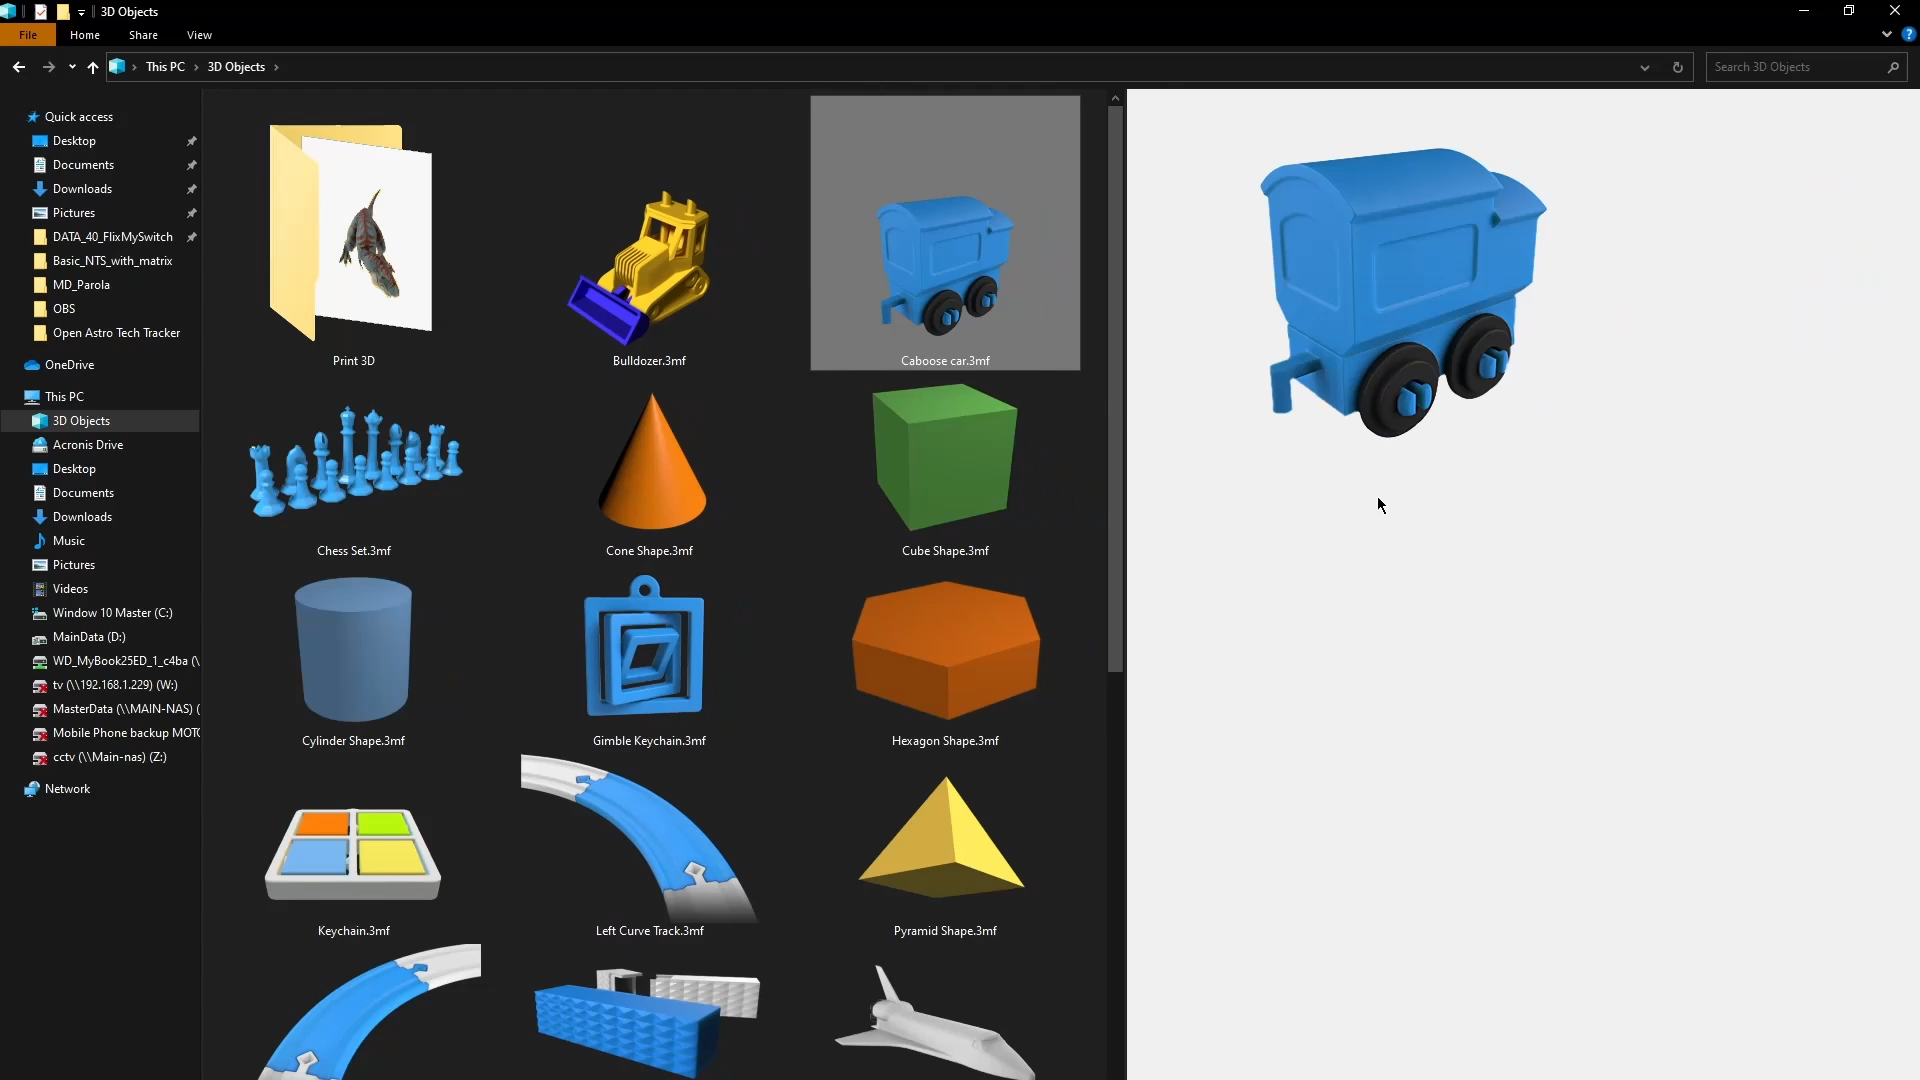 3D Objects
File
Home
Share
View
This PC
3D Objects
Search 3D Objects
Quick access
Desktop
Documents
Downloads
Pictures
DATA_40_FlixMySwitch
Basic_NTS_with_matrix
MD_Parola
OBS
Open Astro Tech Tracker
OneDrive
This PC
3D Objects
Acronis Drive
Desktop
Documents
Downloads
Music
Pictures
Videos
Window 10 Master (C:)
MainData (D:)
WD_MyBook25ED_1_c4ba (\
tv (\\192.168.1.229) (W:)
MasterData (\\MAIN-NAS) (
Mobile Phone backup MOTO
cctv (\\Main-nas) (Z:)
Network
Print 3D
Bulldozer.3mf
Caboose car.3mf
Chess Set.3mf
Cone Shape.3mf
Cube Shape.3mf
Cylinder Shape.3mf
Gimble Keychain.3mf
Hexagon Shape.3mf
Keychain.3mf
Left Curve Track.3mf
Pyramid Shape.3mf